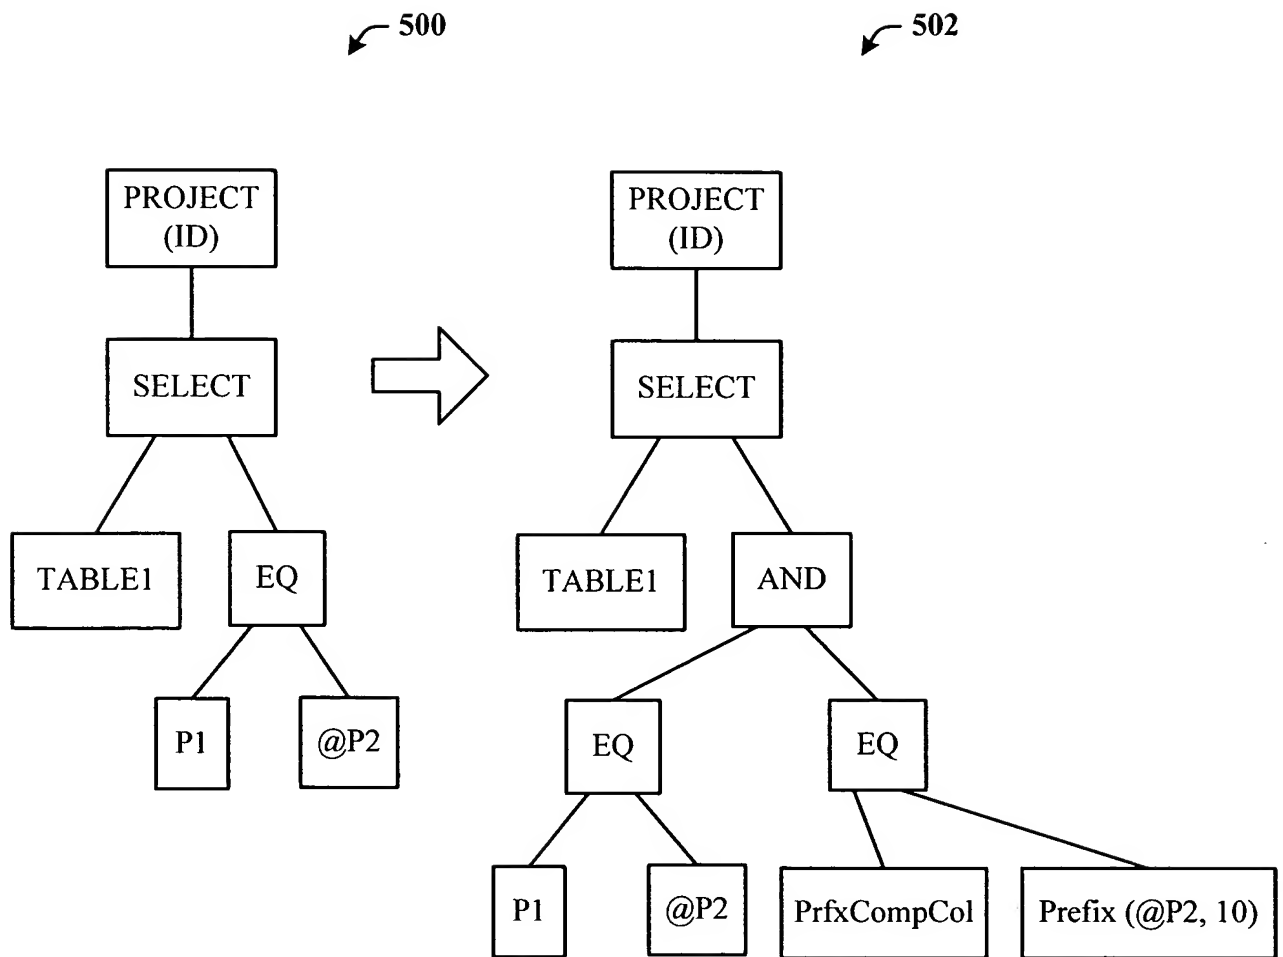 500
502
PROJECT
(ID)
SELECT
TABLE1
EQ
P1
@P2
PROJECT
(ID)
SELECT
TABLE1
AND
EQ
EQ
P1
@P2
PrfxCompCol
Prefix (@P2, 10)